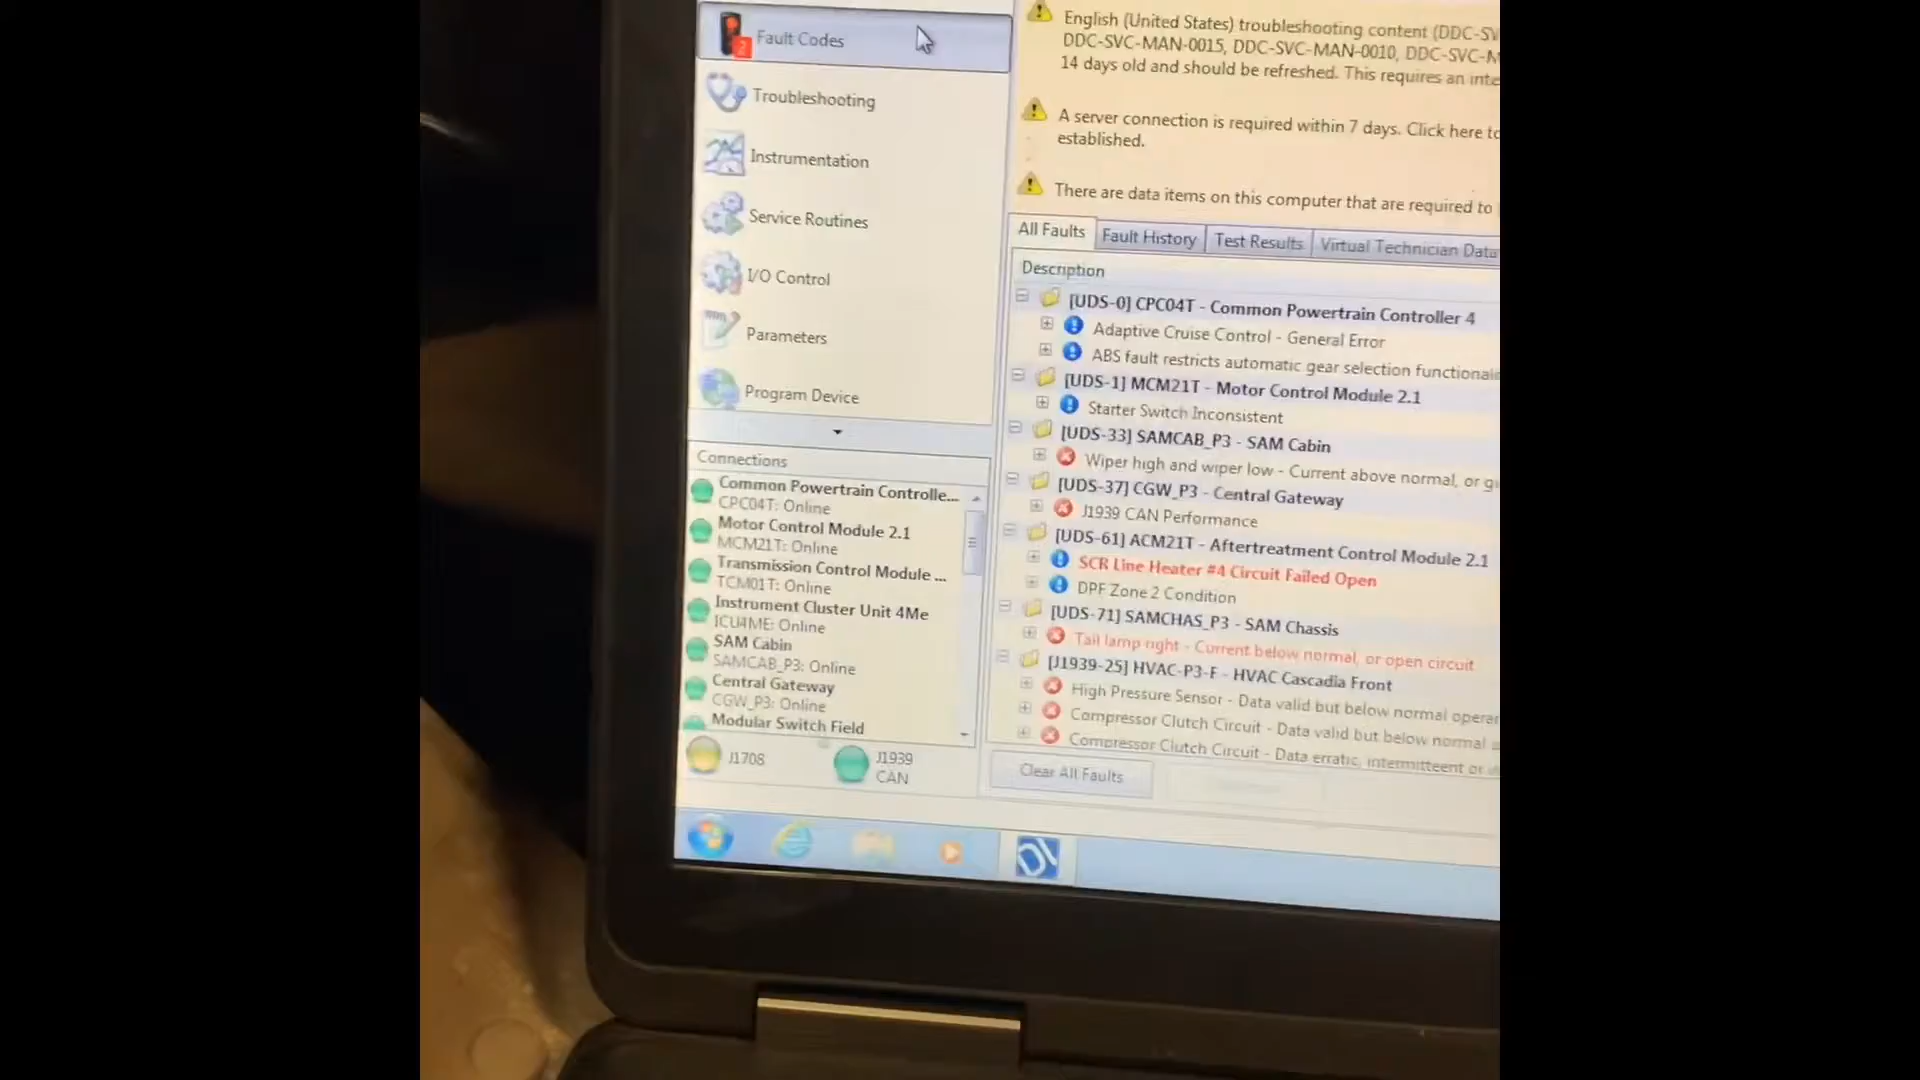 Fault Codes
2
Troubleshooting
Instrumentation
Service Routines
I/O Control
Parameters
Program Device
Connections
Common Powertrain Controlle...
CPC04T: Online
Motor Control Module 2.1
MCM21T: Online
Transmission Control Module ...
TCM01T: Online
Instrument Cluster Unit 4Me
ICU4ME: Online
SAM Cabin
SAMCAB_P3: Online
Central Gateway
CGW_P3: Online
Modular Switch Field
J1708
J1939
CAN
English (United States) troubleshooting content (DDC-SV
DDC-SVC-MAN-0015, DDC-SVC-MAN-0010, DDC-SVC-M
14 days old and should be refreshed. This requires an inte
A server connection is required within 7 days. Click here to
established.
There are data items on this computer that are required to
All Faults Fault History Test Results Virtual Technician Data
Description
[UDS-0] CPC04T - Common Powertrain Controller 4
Adaptive Cruise Control - General Error
ABS fault restricts automatic gear selection functionali
[UDS-1] MCM21T - Motor Control Module 2.1
Starter Switch Inconsistent
[UDS-33] SAMCAB_P3 - SAM Cabin
Wiper high and wiper low - Current above normal, or g
[UDS-37] CGW_P3 - Central Gateway
J1939 CAN Performance
[UDS-61] ACM21T - Aftertreatment Control Module 2.1
SCR Line Heater #4 Circuit Failed Open
DPF Zone 2 Condition
[UDS-71] SAMCHAS_P3 - SAM Chassis
Tail lamp right - Current below normal, or open circuit
[J1939-25] HVAC-P3-F - HVAC Cascadia Front
High Pressure Sensor - Data valid but below normal opera
Compressor Clutch Circuit - Data valid but below normal
Compressor Clutch Circuit - Data erratic, intermitteent or
Clear All Faults